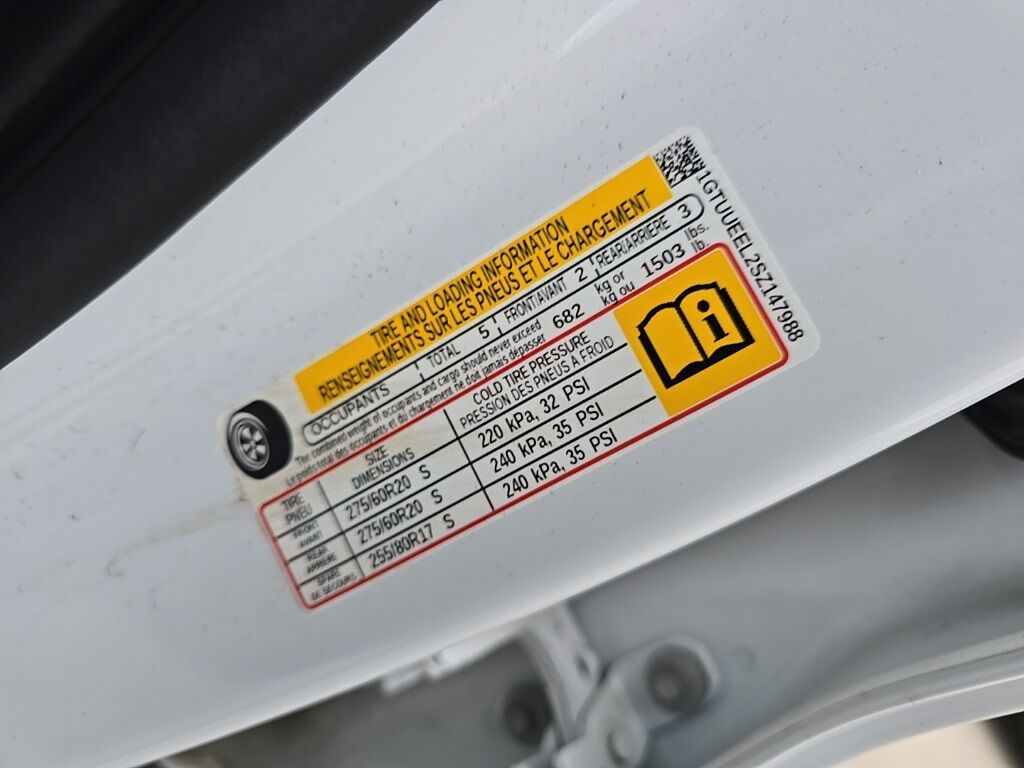 TIRE AND LOADING INFORMATION
RENSEIGNEMENTS SUR LES PNEUS ET LE CHARGEMENT
OCCUPANTS TOTAL 5 FRONT/AVANT 2 REAR/ARRIERE 3
The combined weight of occupants and cargo should never exceed 682 kg or 1503 lbs.
Le poids total des occupants et du chargement ne doit jamais dépasser kg ou lb.
TIRE SIZE COLD TIRE PRESSURE
PNEU DIMENSIONS PRESSION DES PNEUS À FROID
FRONT
AVANT 275/60R20 S 220 kPa, 32 PSI
REAR
ARRIERE 275/60R20 S 240 kPa, 35 PSI
SPARE
DE SECOURS 255/80R17 S 240 kPa, 35 PSI
i
1GTUUEEL2SZ147988